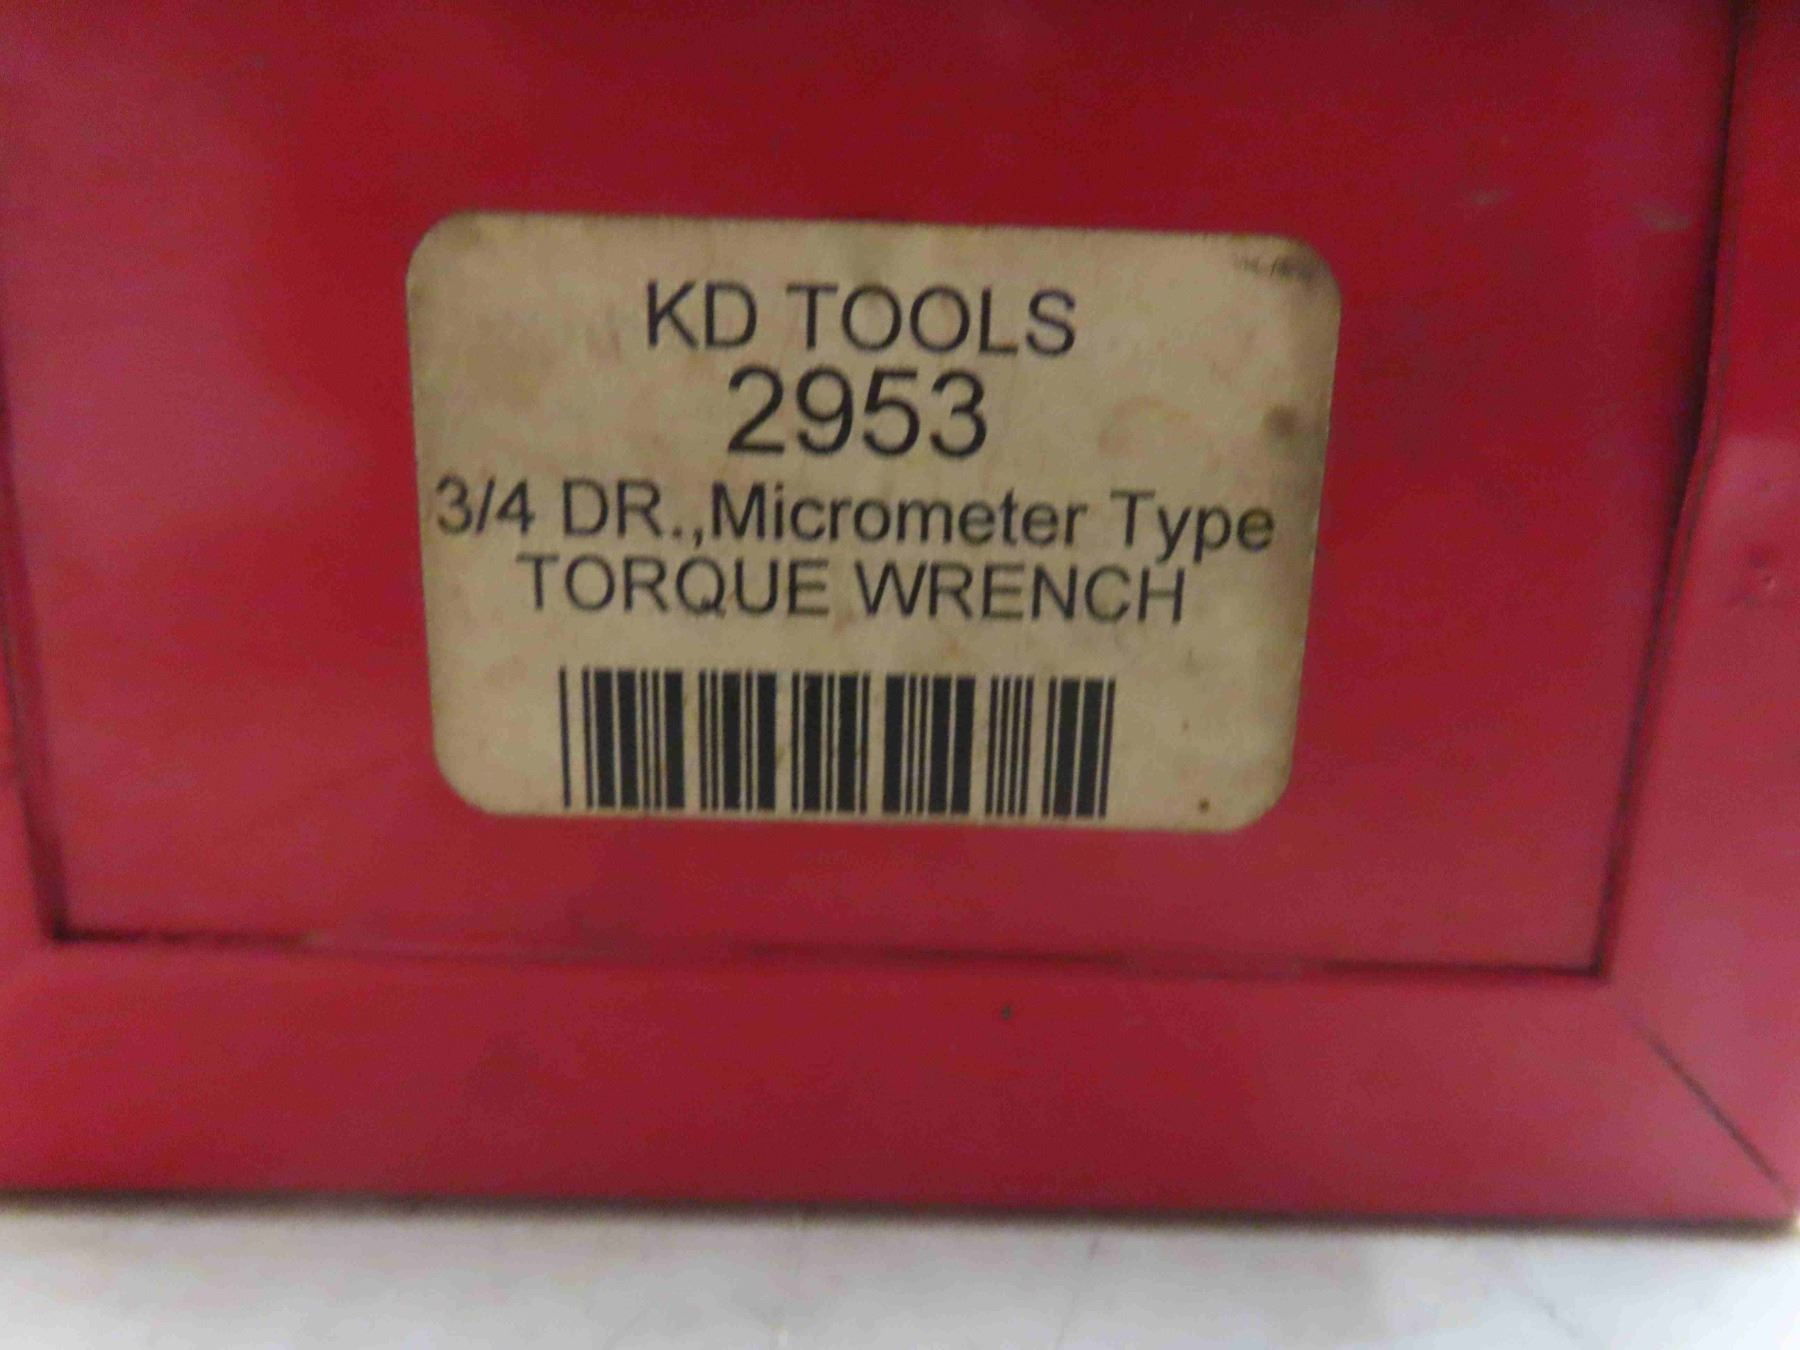 KD TOOLS
2953
3/4 DR.,Micrometer Type
TORQUE WRENCH